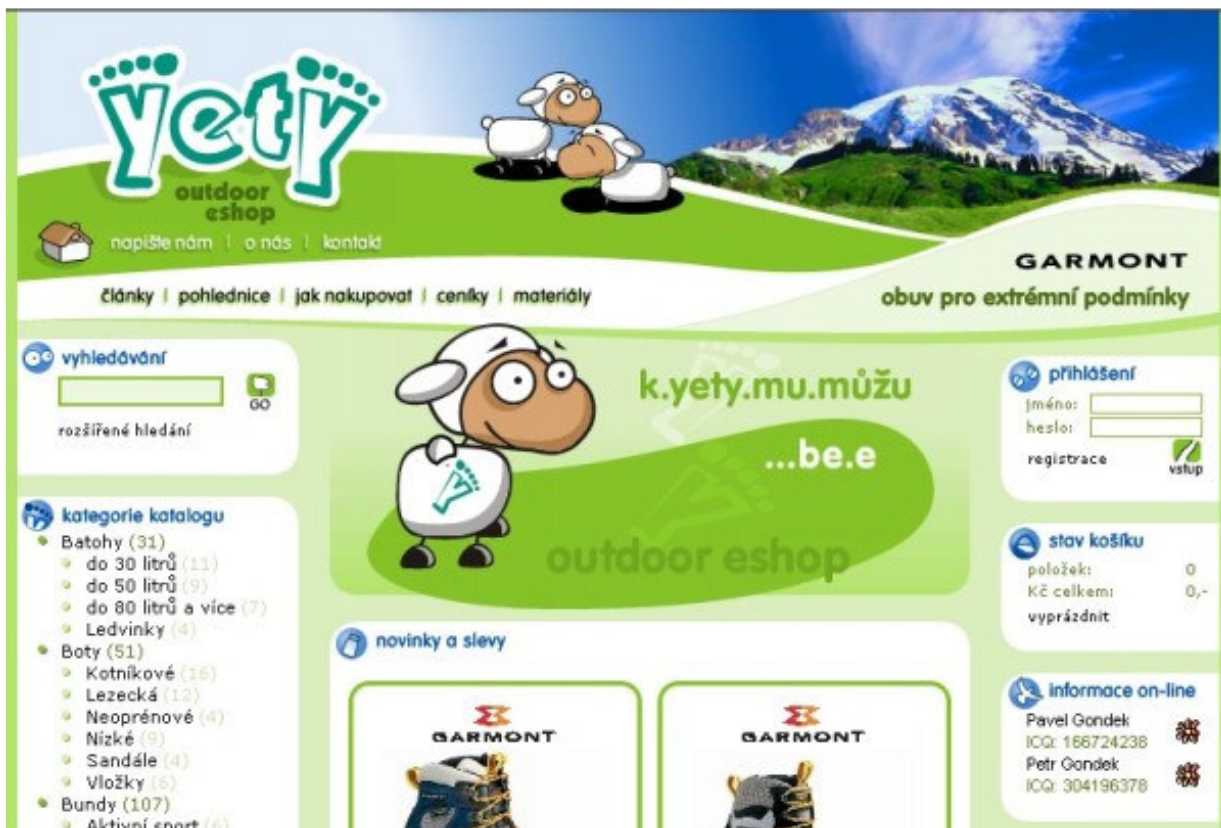 yety
outdoor
eshop
napište nám | o nás | kontakt
GARMONT
články | pohlednice | jak nakupovat | ceníky | materiály
obuv pro extrémní podmínky
vyhledávání
GO
rozšířené hledání
kategorie katalogu
Batohy (31)
do 30 litrů (11)
do 50 litrů (9)
do 80 litrů a více (7)
Ledvinky (4)
Boty (51)
Kotníkové (16)
Lezecká (12)
Neoprénové (4)
Nízké (9)
Sandále (4)
Vložky (6)
Bundy (107)
Aktivní sport (6)
k.yety.mu.můžu
...be.e
outdoor eshop
novinky a slevy
GARMONT
GARMONT
přihlášení
jméno:
heslo:
registrace
vstup
stav košíku
položek: 0
Kč celkem: 0,-
vyprázdnit
informace on-line
Pavel Gondek
ICQ: 166724238
Petr Gondek
ICQ: 304196378